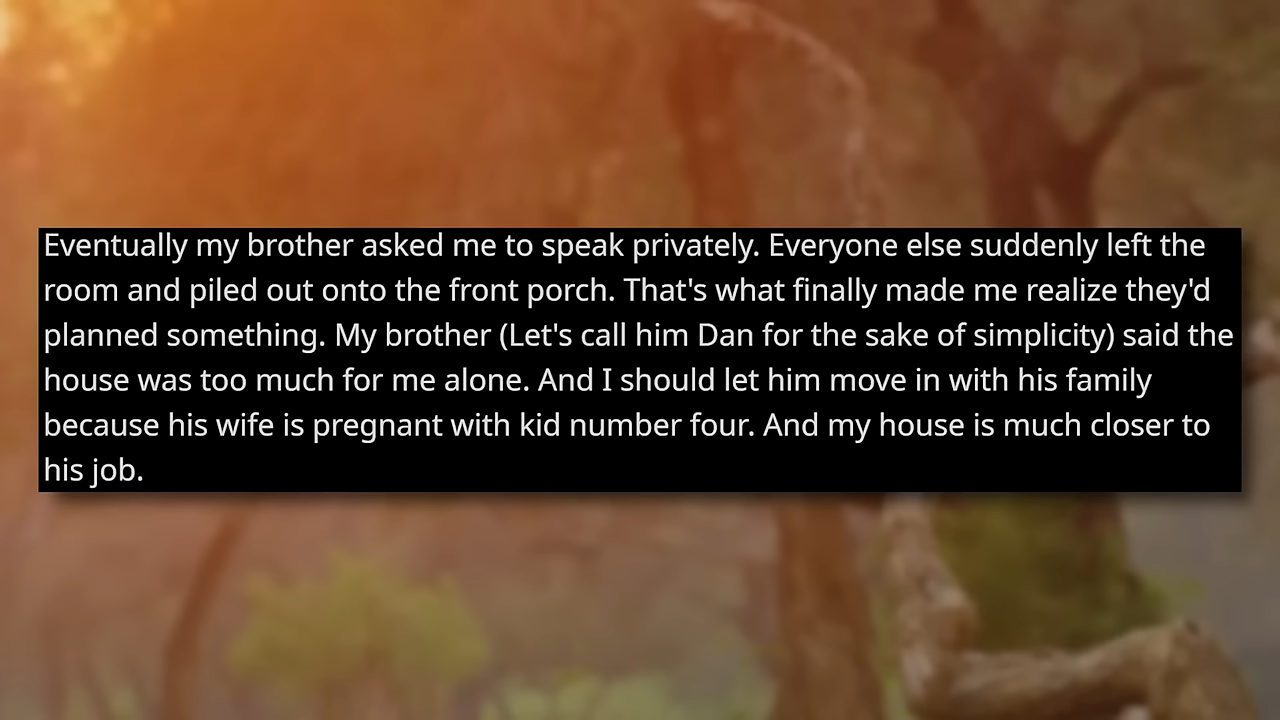 Eventually my brother asked me to speak privately. Everyone else suddenly left the
room and piled out onto the front porch. That's what finally made me realize they'd
planned something. My brother (Let's call him Dan for the sake of simplicity) said the
house was too much for me alone. And I should let him move in with his family
because his wife is pregnant with kid number four. And my house is much closer to
his job.